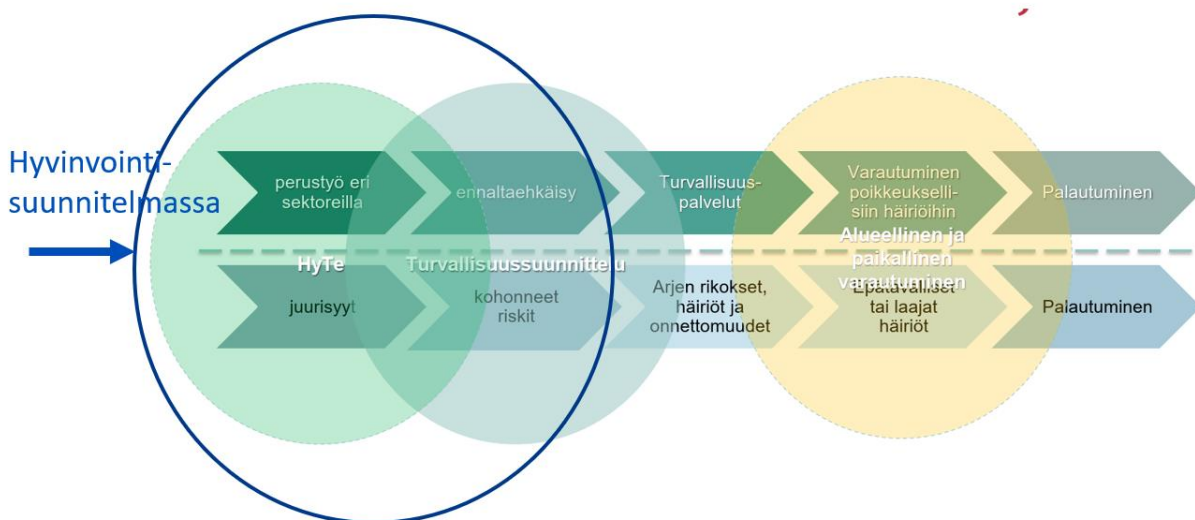 Hyvinvointi-
suunnitelmassa
perustyö eri
sektoreilla
ennaltaehkäisy
Turvallisuus-
palvelut
Varautuminen
poikkeukselli-
siin häiriöihin
Palautuminen
HyTe
Turvallisuussuunnittelu
Alueellinen ja
paikallinen
varautuminen
juurisyyt
kohonneet
riskit
Arjen rikokset,
häiriöt ja
onnettomuudet
Epätavalliset
tai laajat
häiriöt
Palautuminen